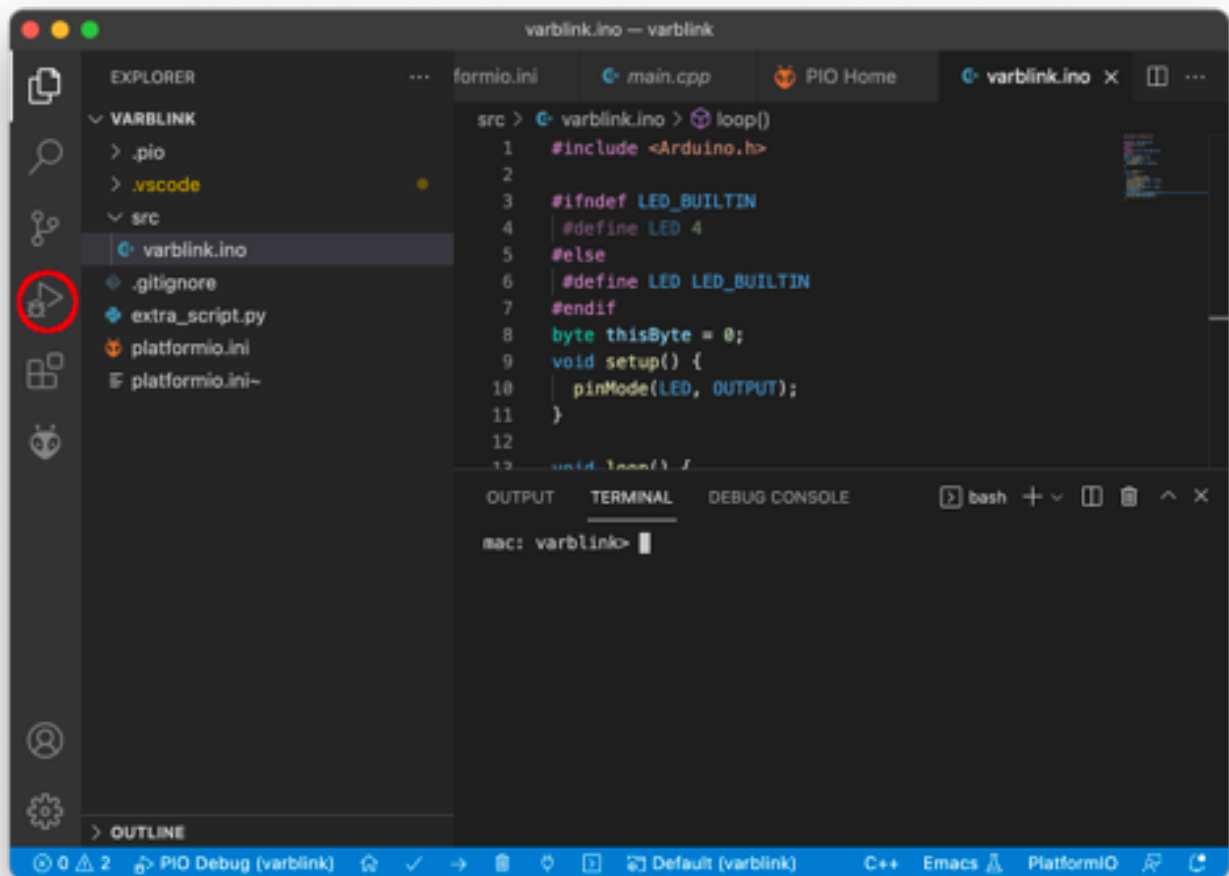 varblink.ino — varblink
EXPLORER
formio.ini
main.cpp
PIO Home
varblink.ino
VARBLINK
.pio
.vscode
src
varblink.ino
.gitignore
extra_script.py
platformio.ini
platformio.ini~
src > varblink.ino > loop()
1 #include <Arduino.h>
2
3 #ifndef LED_BUILTIN
4 #define LED 4
5 #else
6 #define LED LED_BUILTIN
7 #endif
8 byte thisByte = 0;
9 void setup() {
10 pinMode(LED, OUTPUT);
11 }
12
13 void loop() {
OUTPUT TERMINAL DEBUG CONSOLE bash
mac: varblink>
OUTLINE
0 2 PIO Debug (varblink) Default (varblink) C++ Emacs PlatformIO